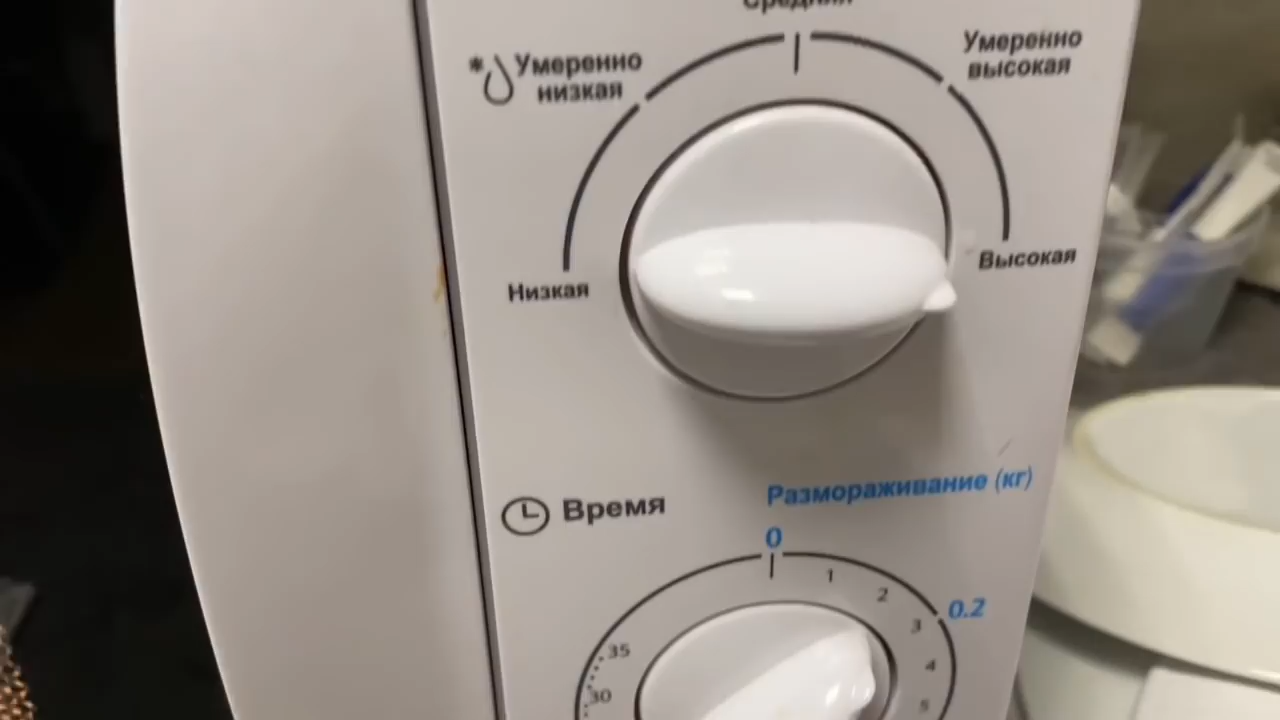 Средняя
* Умеренно
низкая
Умеренно
высокая
Низкая
Высокая
Время
Размораживание (кг)
0
1
2
0.2
3
35
4
30
5